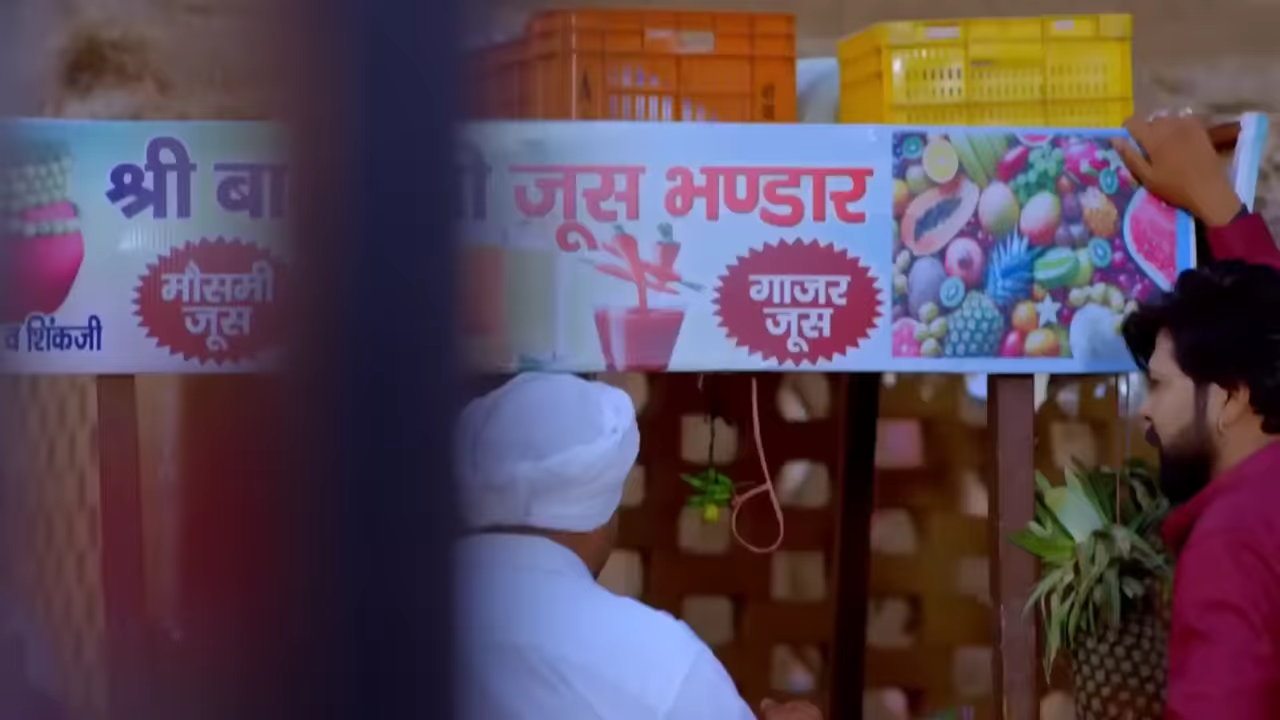 श्री
जूस भण्डार
मौसमी
जूस
गाजर
जूस
व शिंकजी